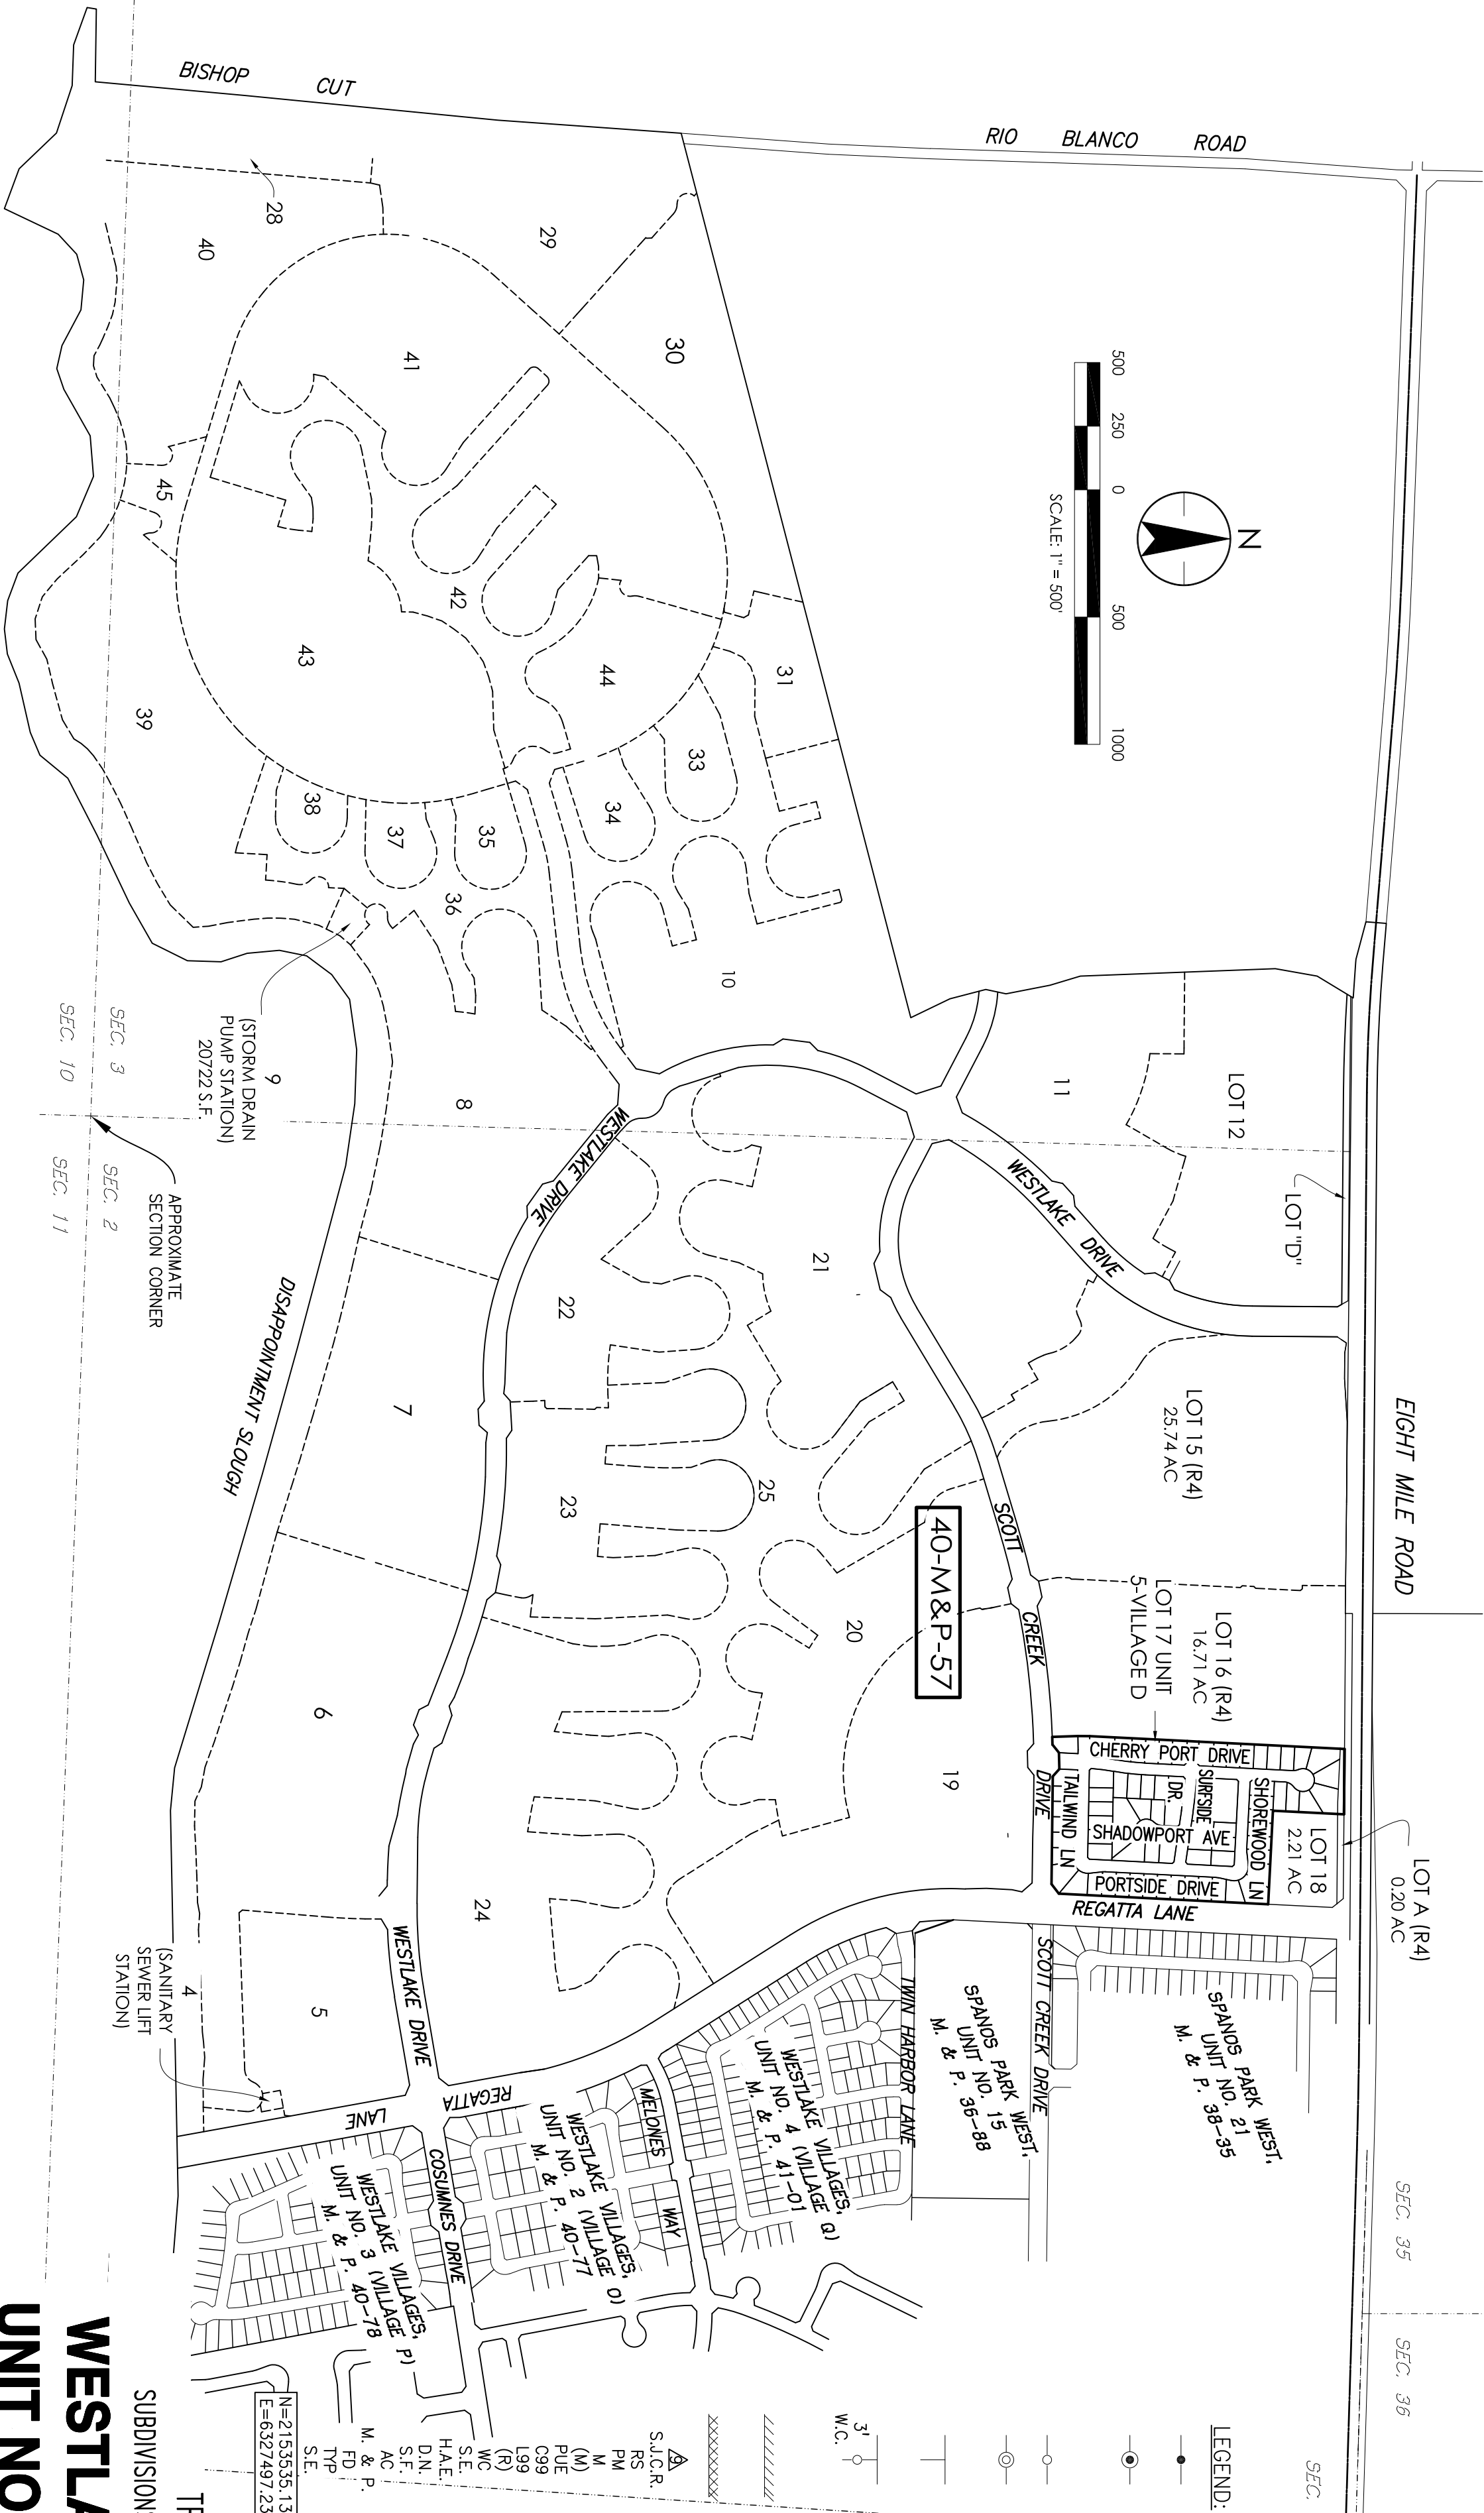 BISHOP CUT
RIO BLANCO ROAD
EIGHT MILE ROAD
500 250 0 500 1000
SCALE: 1" = 500'
N
28
40
29
30
41
45
42
43
44
31
39
33
34
35
36
37
38
10
8
9
(STORM DRAIN
PUMP STATION)
20722 S.F.
SEC. 3
SEC. 10
SEC. 2
SEC. 11
APPROXIMATE
SECTION CORNER
DISAPPOINTMENT SLOUGH
11
LOT 12
LOT "D"
WESTLAKE DRIVE
WESTLAKE DRIVE
21
22
7
23
25
20
6
19
24
5
LOT 15 (R4)
25.74 AC
40-M&P-57
SCOTT CREEK DRIVE
LOT 16 (R4)
16.71 AC
LOT 17 UNIT
5-VILLAGE D
CHERRY PORT DRIVE
SURFSIDE
DR.
SHOREWOOD LN
SHADOWPORT AVE
TAILWIND LN
PORTSIDE DRIVE
LOT 18
2.21 AC
LOT A (R4)
0.20 AC
REGATTA LANE
SCOTT CREEK DRIVE
TWIN HARBOR LANE
SPANOS PARK WEST,
UNIT NO. 21
M. & P. 38-35
SPANOS PARK WEST,
UNIT NO. 15
M. & P. 36-88
WESTLAKE VILLAGES,
UNIT NO. 4 (VILLAGE Q)
M. & P. 41-01
MELONES WAY
WESTLAKE VILLAGES,
UNIT NO. 2 (VILLAGE O)
M. & P. 40-77
REGATTA LANE
COSUMNES DRIVE
WESTLAKE VILLAGES,
UNIT NO. 3 (VILLAGE P)
M. & P. 40-78
WESTLAKE DRIVE
4
(SANITARY
SEWER LIFT
STATION)
SEC. 35
SEC. 36
SEC.
LEGEND:
3'
W.C.
9
S.J.C.R.
RS
PM
M
(M)
PUE
C99
L99
(R)
WC
S.E.
H.A.E.
D.N.
S.F.
AC
M. & P.
FD
TYP
S.E.
N=2153535.13
E=6327497.23
SUBDIVISION
WESTLA
UNIT NO